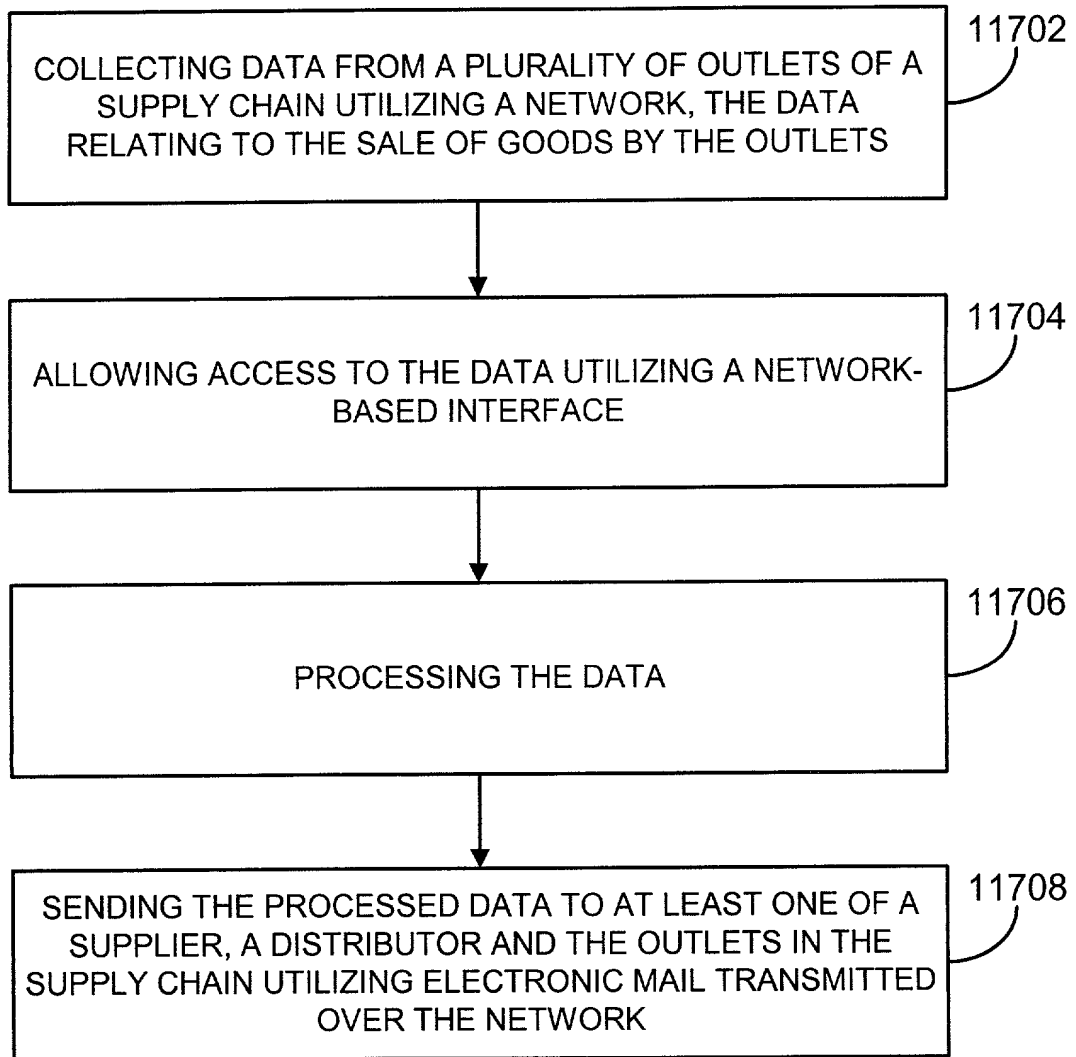 11702
COLLECTING DATA FROM A PLURALITY OF OUTLETS OF A
SUPPLY CHAIN UTILIZING A NETWORK, THE DATA
RELATING TO THE SALE OF GOODS BY THE OUTLETS
11704
ALLOWING ACCESS TO THE DATA UTILIZING A NETWORK-
BASED INTERFACE
11706
PROCESSING THE DATA
11708
SENDING THE PROCESSED DATA TO AT LEAST ONE OF A
SUPPLIER, A DISTRIBUTOR AND THE OUTLETS IN THE
SUPPLY CHAIN UTILIZING ELECTRONIC MAIL TRANSMITTED
OVER THE NETWORK